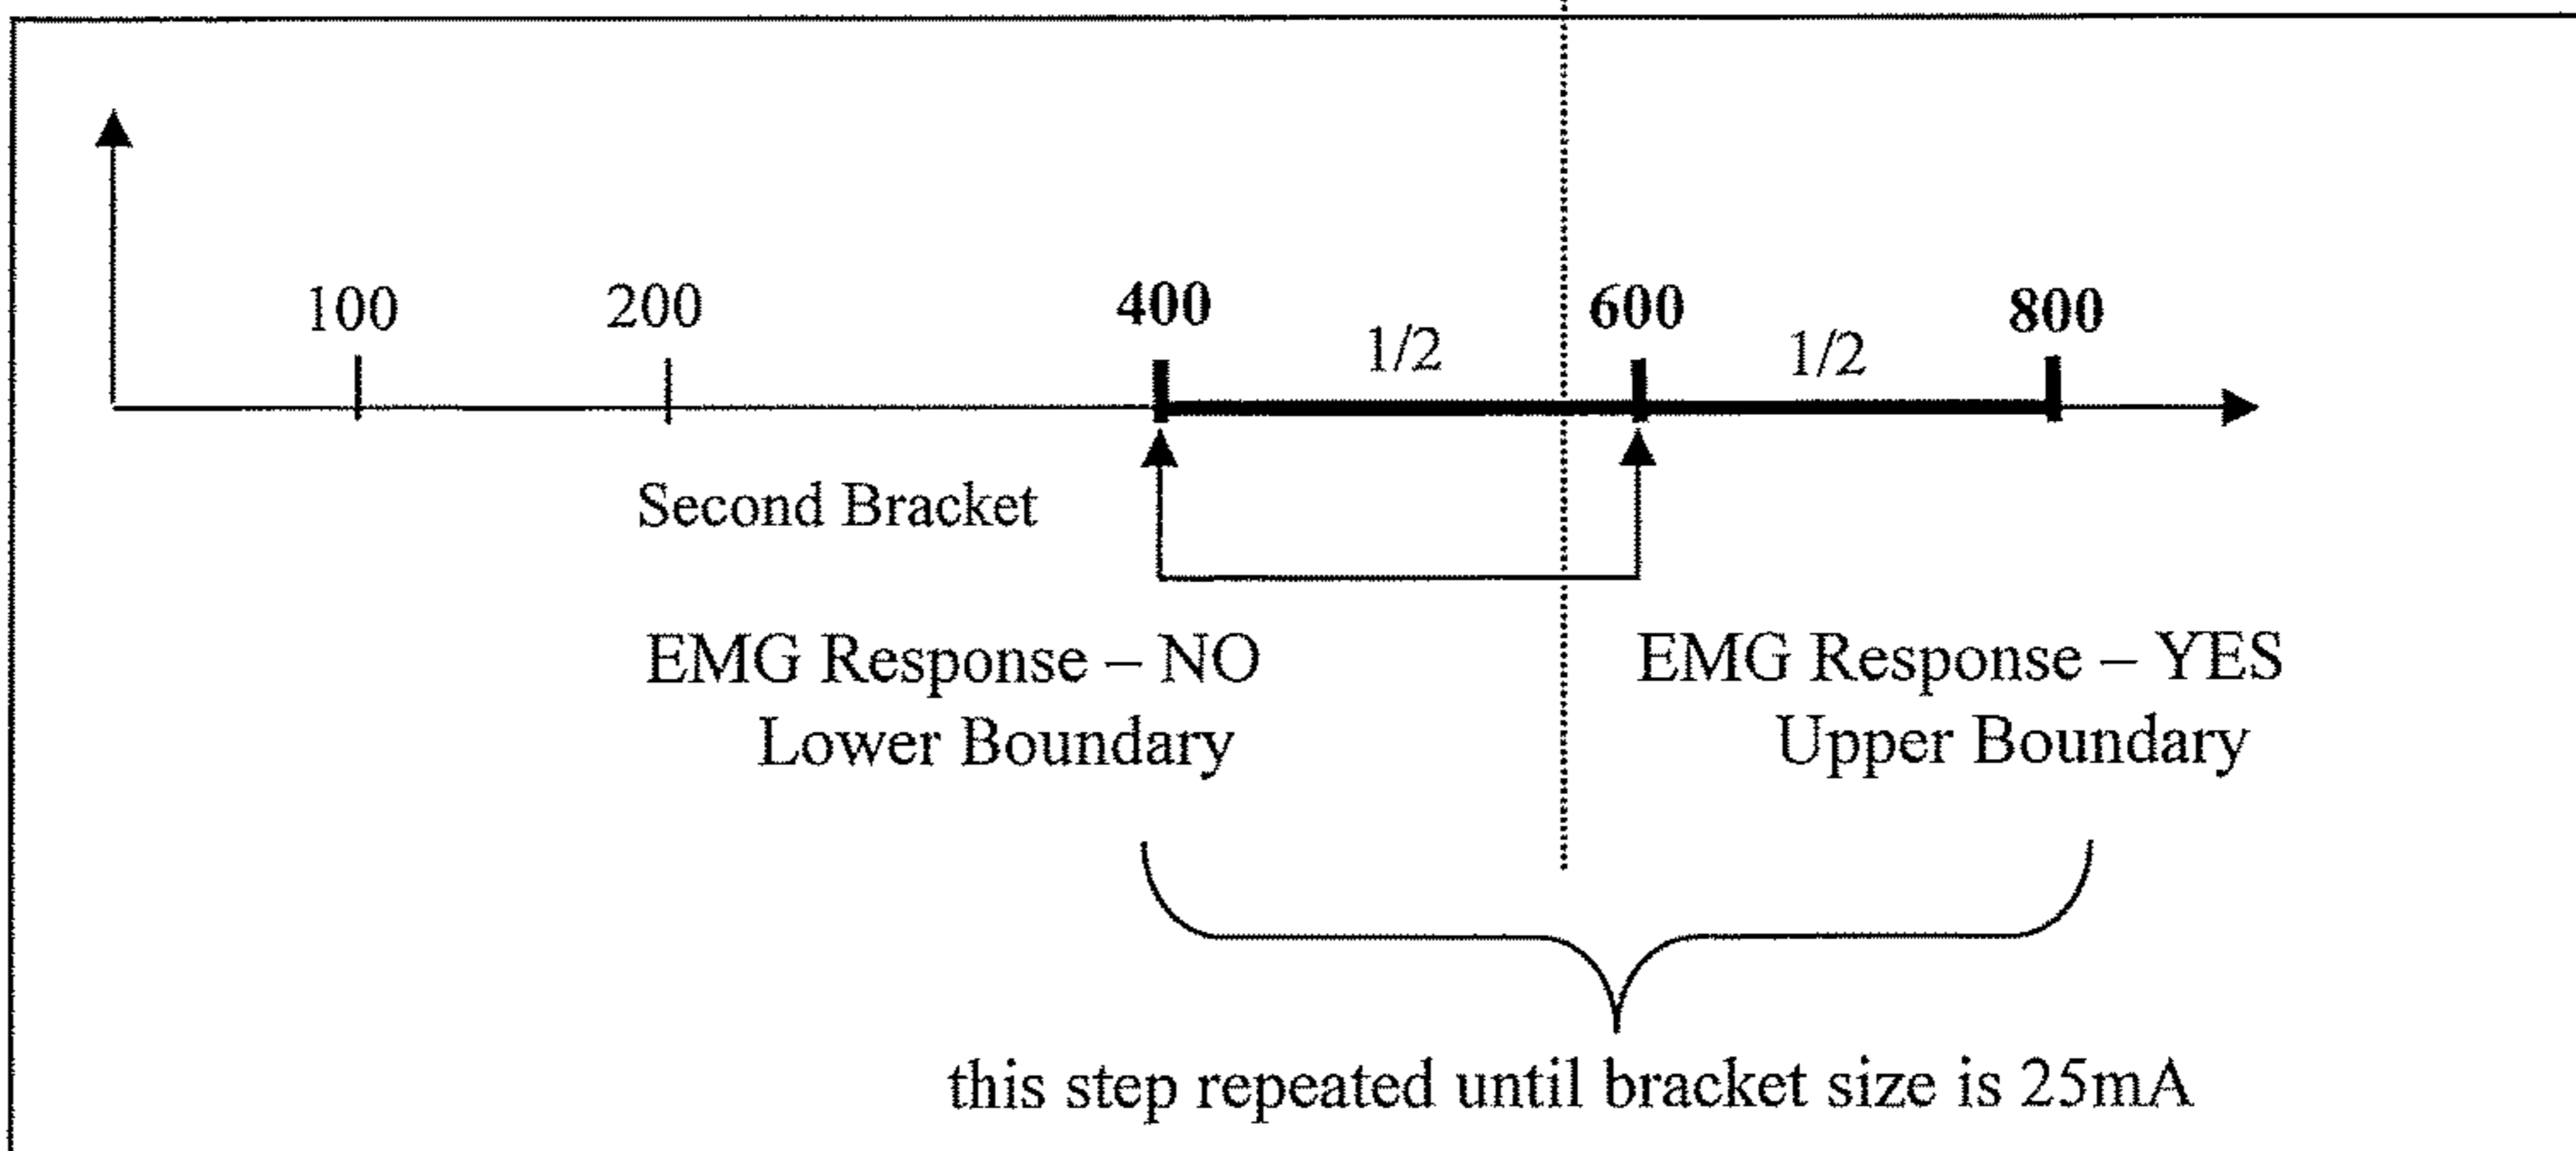 100 200 400 600 800
1/2 1/2
Second Bracket
EMG Response – NO EMG Response – YES
Lower Boundary Upper Boundary
this step repeated until bracket size is 25mA